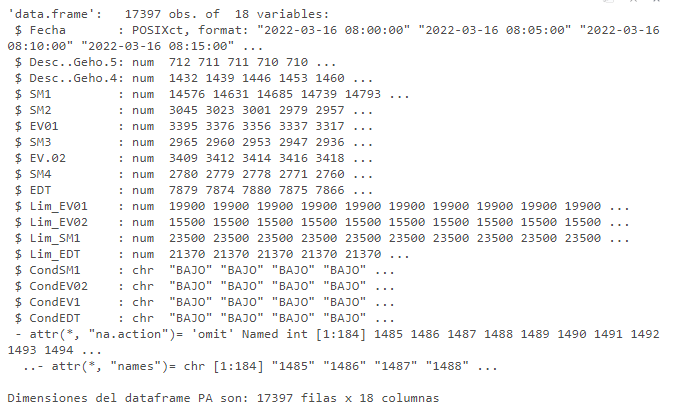 'data.frame':   17397 obs. of  18 variables:
 $ Fecha       : POSIXct, format: "2022-03-16 08:00:00" "2022-03-16 08:05:00" "2022-03-16
08:10:00" "2022-03-16 08:15:00" ...
 $ Desc..Geho.5: num  712 711 711 710 710 ...
 $ Desc..Geho.4: num  1432 1439 1446 1453 1460 ...
 $ SM1         : num  14576 14631 14685 14739 14793 ...
 $ SM2         : num  3045 3023 3001 2979 2957 ...
 $ EV01        : num  3395 3376 3356 3337 3317 ...
 $ SM3         : num  2965 2960 2953 2947 2936 ...
 $ EV.02       : num  3409 3412 3414 3416 3418 ...
 $ SM4         : num  2780 2779 2778 2771 2760 ...
 $ EDT         : num  7879 7874 7880 7875 7866 ...
 $ Lim_EV01    : num  19900 19900 19900 19900 19900 19900 19900 19900 19900 19900 ...
 $ Lim_EV02    : num  15500 15500 15500 15500 15500 15500 15500 15500 15500 15500 ...
 $ Lim_SM1     : num  23500 23500 23500 23500 23500 23500 23500 23500 23500 23500 ...
 $ Lim_EDT     : num  21370 21370 21370 21370 21370 ...
 $ CondSM1     : chr  "BAJO" "BAJO" "BAJO" "BAJO" ...
 $ CondEV02    : chr  "BAJO" "BAJO" "BAJO" "BAJO" ...
 $ CondEV1     : chr  "BAJO" "BAJO" "BAJO" "BAJO" ...
 $ CondEDT     : chr  "BAJO" "BAJO" "BAJO" "BAJO" ...
 - attr(*, "na.action")= 'omit' Named int [1:184] 1485 1486 1487 1488 1489 1490 1491 1492
1493 1494 ...
  ..- attr(*, "names")= chr [1:184] "1485" "1486" "1487" "1488" ...

Dimensiones del dataframe PA son: 17397 filas x 18 columnas